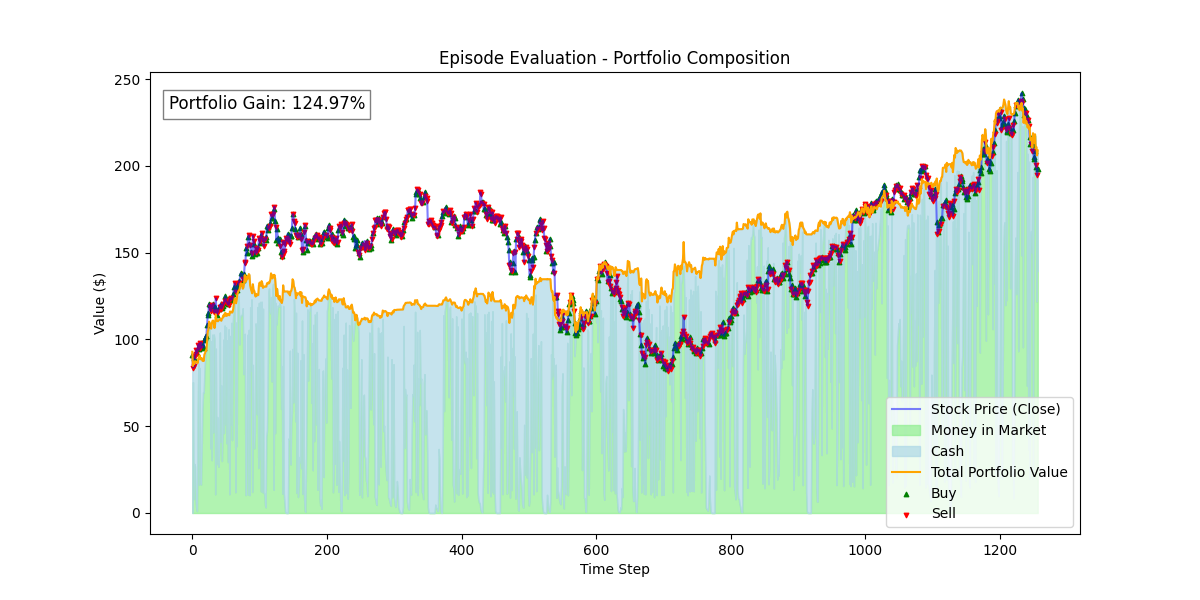 Episode Evaluation - Portfolio Composition
Portfolio Gain: 124.97%
Value ($)
250
200
150
100
50
0
0 200 400 600 800 1000 1200
Time Step
Stock Price (Close)
Money in Market
Cash
Total Portfolio Value
Buy
Sell